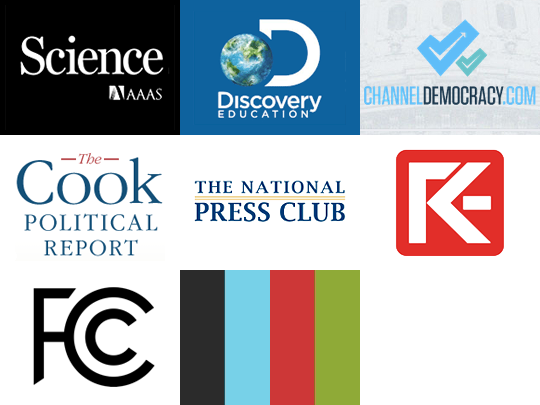 Science
AAAS
Discovery
EDUCATION
CHANNELDEMOCRACY.COM
The
Cook
POLITICAL
REPORT
THE NATIONAL
PRESS CLUB
FCC